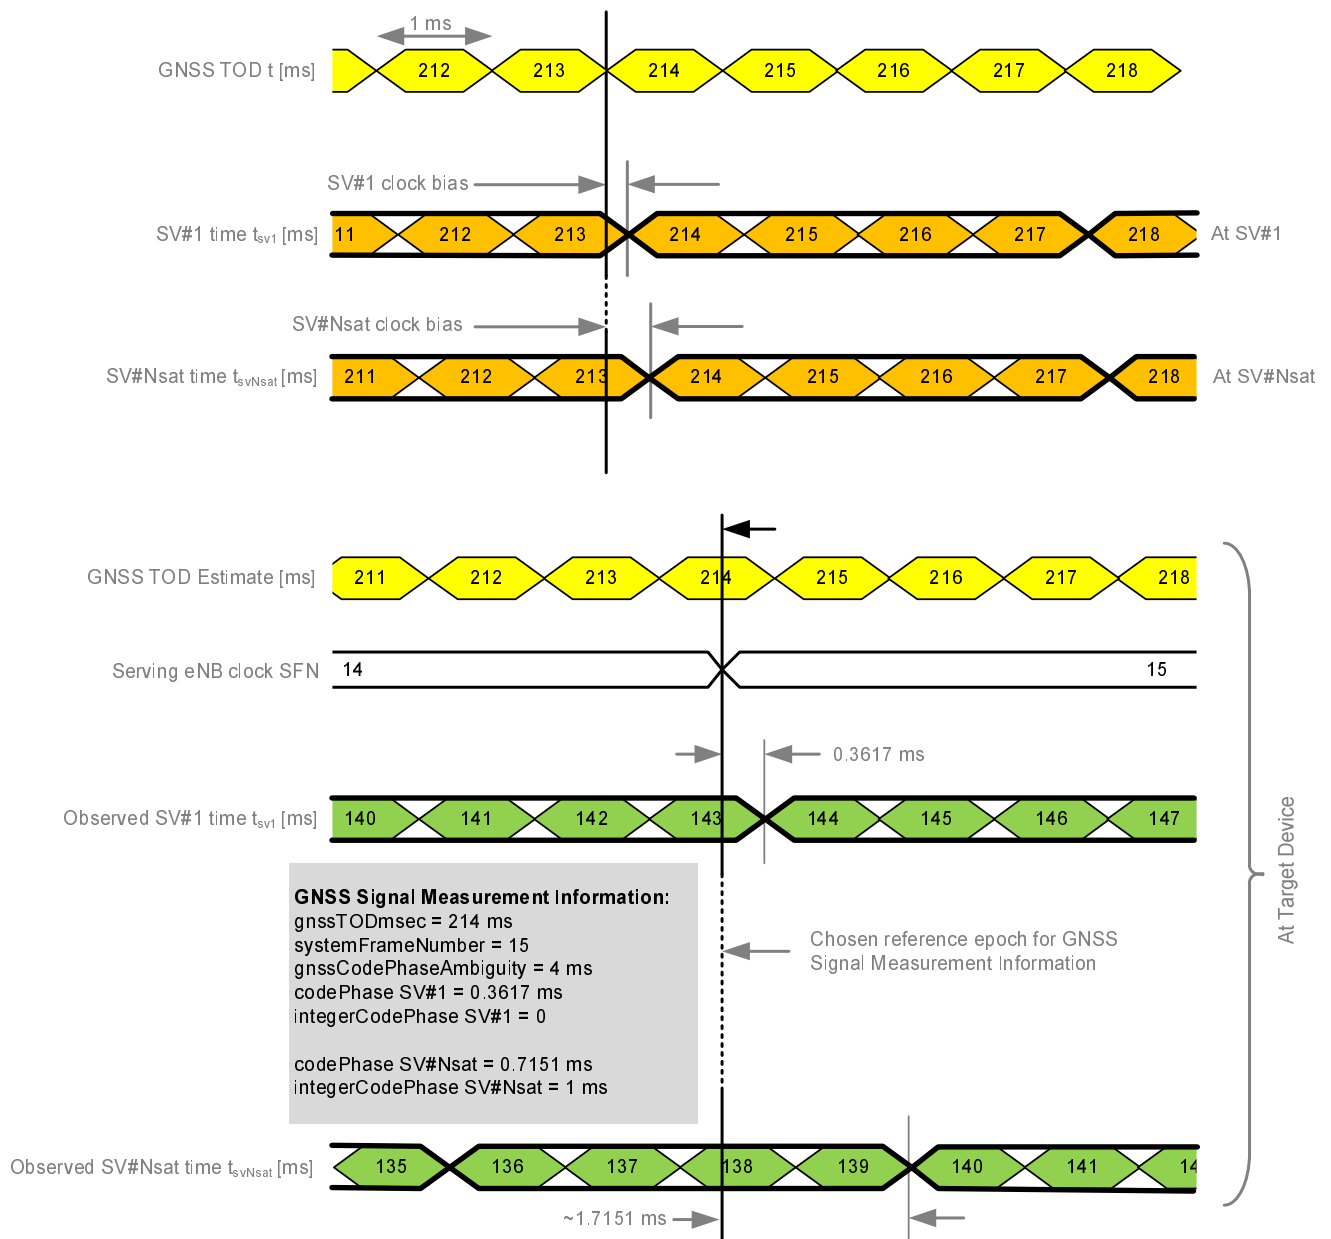 1 ms
GNSS TOD t [ms] 212 213 214 215 216 217 218
SV#1 clock bias
SV#1 time tsv1 [ms] 11 212 213 214 215 216 217 218 At SV#1
SV#Nsat clock bias
SV#Nsat time tsvNsat [ms] 211 212 213 214 215 216 217 218 At SV#Nsat
GNSS TOD Estimate [ms] 211 212 213 214 215 216 217 218
Serving eNB clock SFN 14 15
0.3617 ms
Observed SV#1 time tsv1 [ms] 140 141 142 143 144 145 146 147
At Target Device
GNSS Signal Measurement Information:
gnssTODmsec = 214 ms
systemFrameNumber = 15
gnssCodePhaseAmbiguity = 4 ms
codePhase SV#1 = 0.3617 ms
integerCodePhase SV#1 = 0
codePhase SV#Nsat = 0.7151 ms
integerCodePhase SV#Nsat = 1 ms
Chosen reference epoch for GNSS
Signal Measurement Information
Observed SV#Nsat time tsvNsat [ms] 135 136 137 138 139 140 141 14
~1.7151 ms